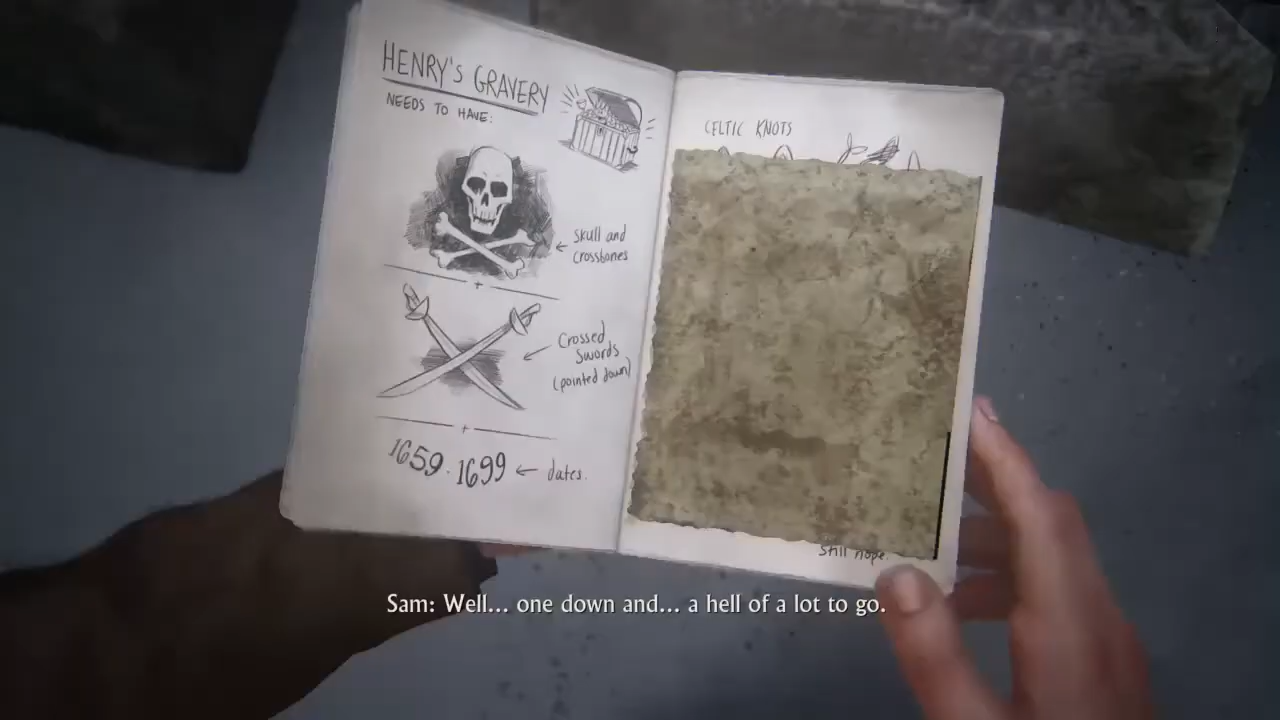 HENRY'S GRAVERY
NEEDS TO HAVE:
skull and
crossbones
Crossed
Swords
(pointed down)
1659 - 1699 ← dates.
CELTIC KNOTS
still hope.
Sam: Well... one down and... a hell of a lot to go.